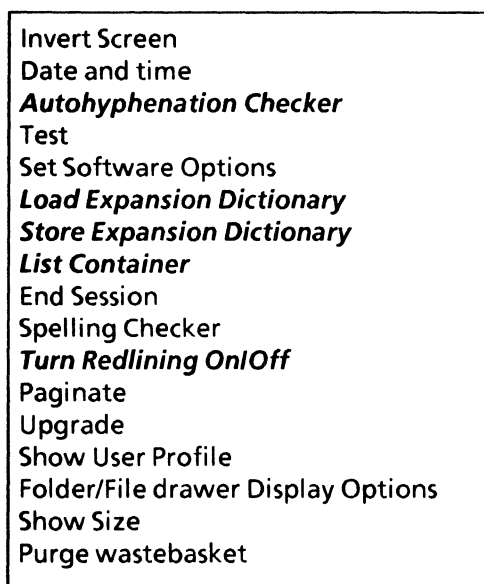 Invert Screen
Date and time
Autohyphenation Checker
Test
Set Software Options
Load Expansion Dictionary
Store Expansion Dictionary
List Container
End Session
Spelling Checker
Turn Redlining On/Off
Paginate
Upgrade
Show User Profile
Folder/File drawer Display Options
Show Size
Purge wastebasket